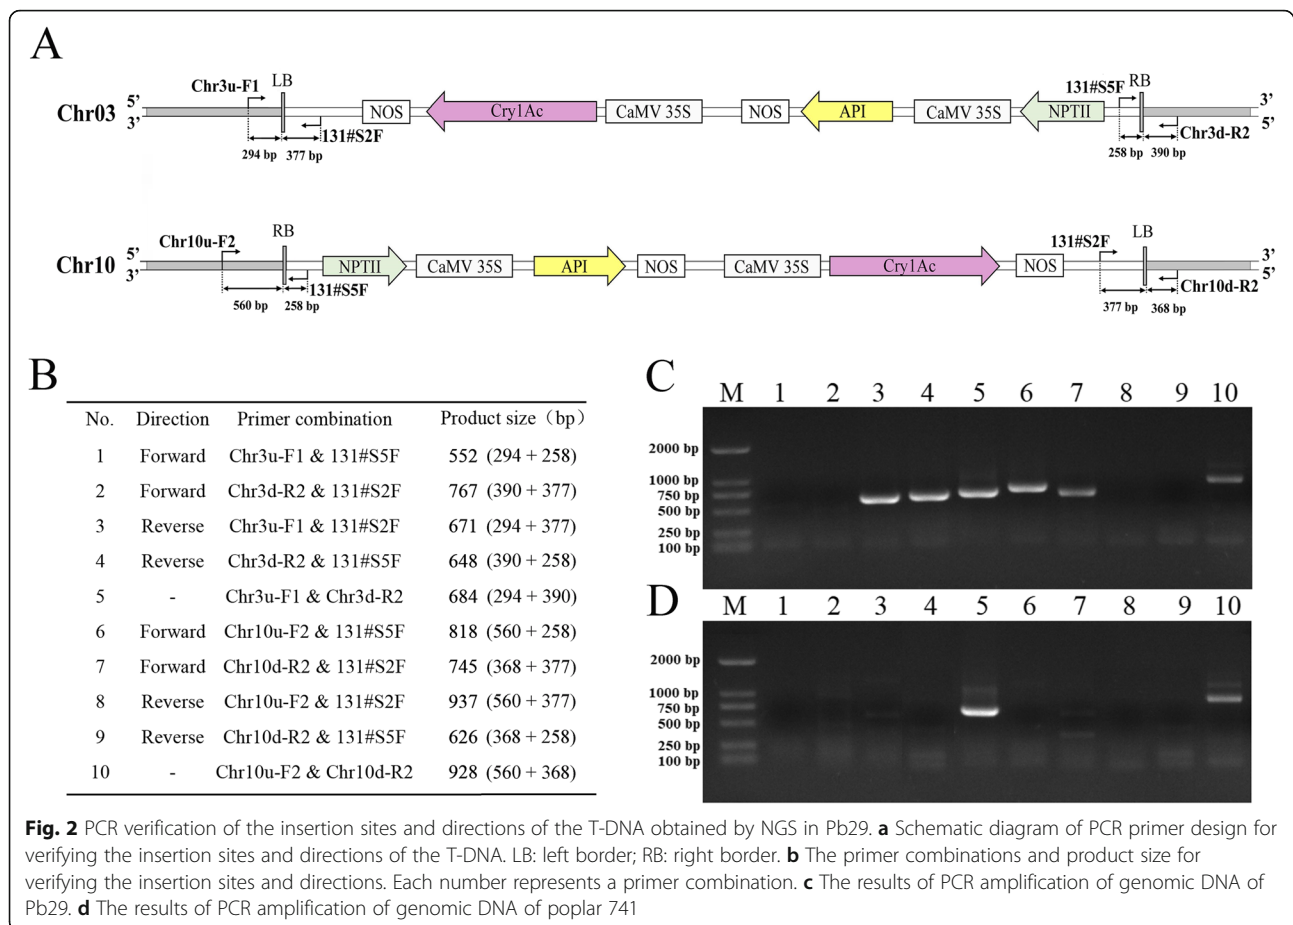 A
Chr03
5’
3’
Chr3u-F1
LB
131#S2F
294 bp
377 bp
NOS
Cry1Ac
CaMV 35S
NOS
API
CaMV 35S
NPTII
131#S5F
RB
3’
5’
Chr3d-R2
258 bp
390 bp
Chr10
5’
3’
Chr10u-F2
RB
131#S5F
560 bp
258 bp
NPTII
CaMV 35S
API
NOS
CaMV 35S
Cry1Ac
NOS
131#S2F
LB
3’
5’
Chr10d-R2
377 bp
368 bp
B
No. Direction Primer combination Product size（bp）
1 Forward Chr3u-F1 & 131#S5F 552 (294 + 258)
2 Forward Chr3d-R2 & 131#S2F 767 (390 + 377)
3 Reverse Chr3u-F1 & 131#S2F 671 (294 + 377)
4 Reverse Chr3d-R2 & 131#S5F 648 (390 + 258)
5 - Chr3u-F1 & Chr3d-R2 684 (294 + 390)
6 Forward Chr10u-F2 & 131#S5F 818 (560 + 258)
7 Forward Chr10d-R2 & 131#S2F 745 (368 + 377)
8 Reverse Chr10u-F2 & 131#S2F 937 (560 + 377)
9 Reverse Chr10d-R2 & 131#S5F 626 (368 + 258)
10 - Chr10u-F2 & Chr10d-R2 928 (560 + 368)
C
M 1 2 3 4 5 6 7 8 9 10
2000 bp
1000 bp
750 bp
500 bp
250 bp
100 bp
D
M 1 2 3 4 5 6 7 8 9 10
2000 bp
1000 bp
750 bp
500 bp
250 bp
100 bp
Fig. 2 PCR verification of the insertion sites and directions of the T-DNA obtained by NGS in Pb29. a Schematic diagram of PCR primer design for
verifying the insertion sites and directions of the T-DNA. LB: left border; RB: right border. b The primer combinations and product size for
verifying the insertion sites and directions. Each number represents a primer combination. c The results of PCR amplification of genomic DNA of
Pb29. d The results of PCR amplification of genomic DNA of poplar 741